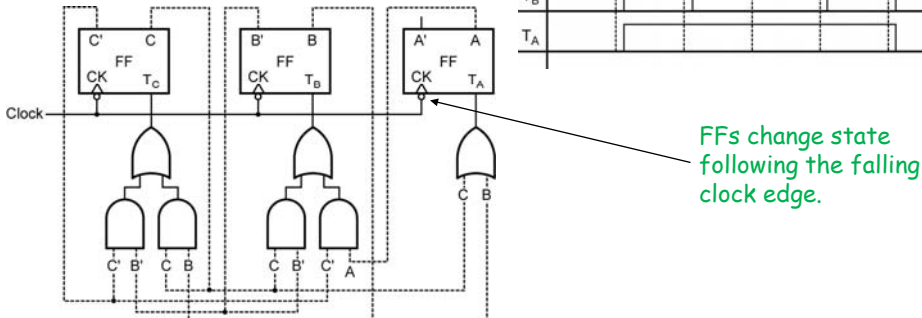 T_B
T_A
C' C B' B A' A
FF FF FF
CK T_C CK T_B CK T_A
Clock
FFs change state
following the falling
clock edge.
C B
C' B' C B C B' C' A